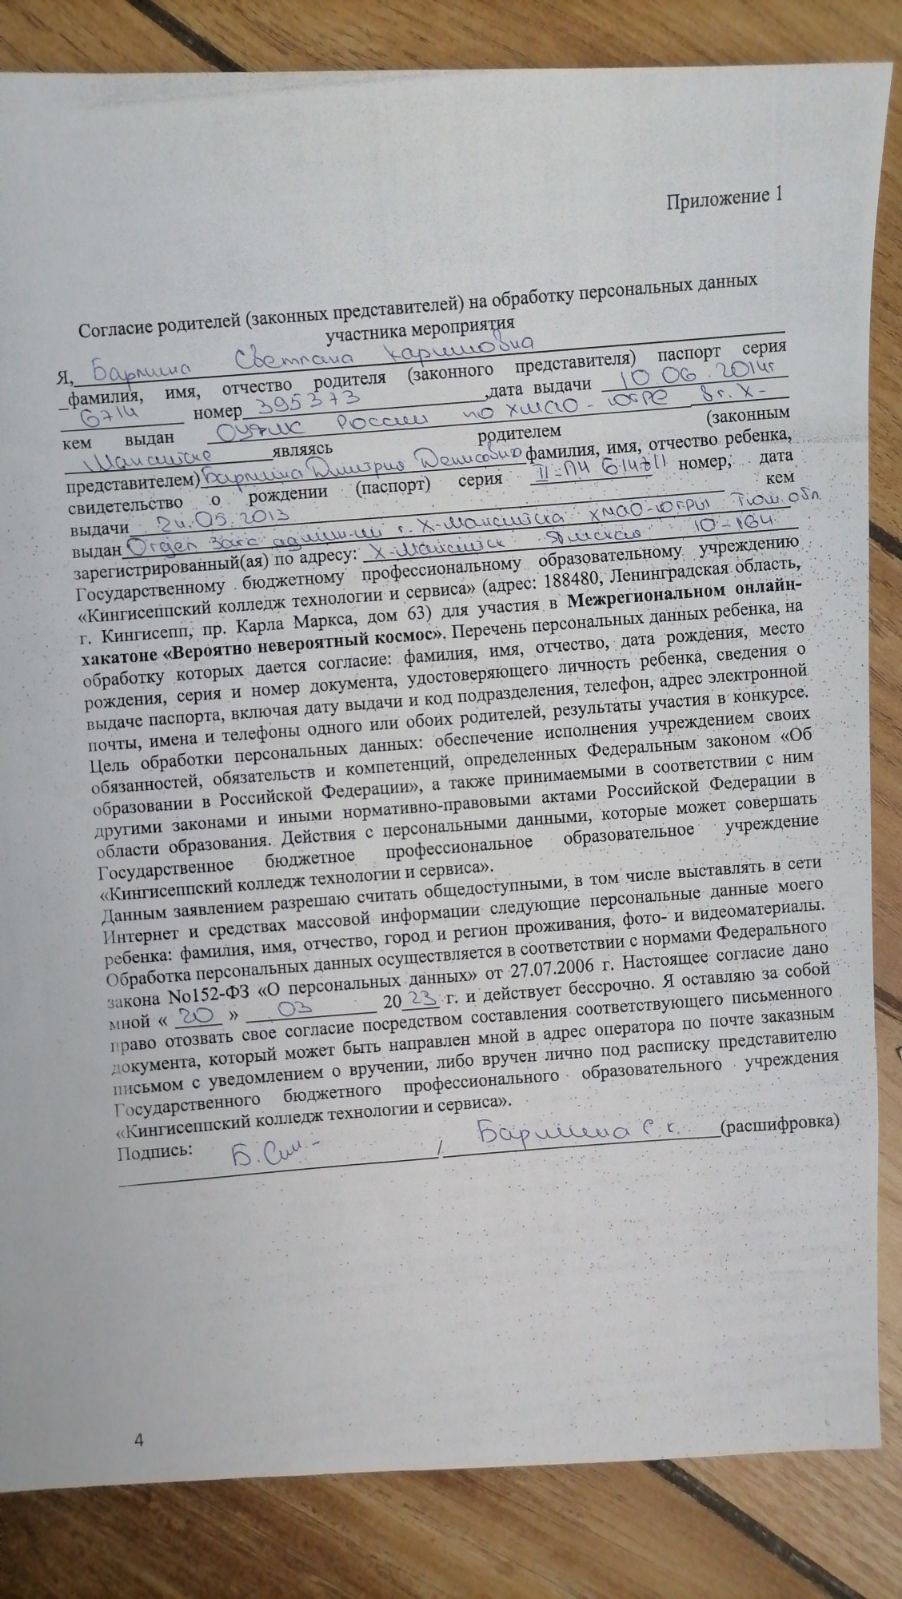 Приложение 1
Согласие родителей (законных представителей) на обработку персональных данных
участника мероприятия
Я, Светлана Каримовна
фамилия, имя, отчество родителя (законного представителя) паспорт серия
6714 номер 395373 ,дата выдачи 10 06. 2014г
кем выдан ОУФМС России по ХМАО-ЮГРЕ в г. Х-
Мансийске являясь родителем (законным
представителем) Дмитрия Денисовича фамилия, имя, отчество ребенка,
свидетельство о рождении (паспорт) серия II-ПН номер, дата
выдачи 24.05.2013 кем
выдан Отдел Загс админ-ии г. Х-Мансийска ХМАО-ЮГРЫ Тюм. обл.
зарегистрированный(ая) по адресу: Х-Мансийск 10-164
Государственному бюджетному профессиональному образовательному учреждению
«Кингисеппский колледж технологии и сервиса» (адрес: 188480, Ленинградская область,
г. Кингисепп, пр. Карла Маркса, дом 63) для участия в Межрегиональном онлайн-
хакатоне «Вероятно невероятный космос». Перечень персональных данных ребенка, на
обработку которых дается согласие: фамилия, имя, отчество, дата рождения, место
рождения, серия и номер документа, удостоверяющего личность ребенка, сведения о
выдаче паспорта, включая дату выдачи и код подразделения, телефон, адрес электронной
почты, имена и телефоны одного или обоих родителей, результаты участия в конкурсе.
Цель обработки персональных данных: обеспечение исполнения учреждением своих
обязанностей, обязательств и компетенций, определенных Федеральным законом «Об
образовании в Российской Федерации», а также принимаемыми в соответствии с ним
другими законами и иными нормативно-правовыми актами Российской Федерации в
области образования. Действия с персональными данными, которые может совершать
Государственное бюджетное профессиональное образовательное учреждение
«Кингисеппский колледж технологии и сервиса».
Данным заявлением разрешаю считать общедоступными, в том числе выставлять в сети
Интернет и средствах массовой информации следующие персональные данные моего
ребенка: фамилия, имя, отчество, город и регион проживания, фото- и видеоматериалы.
Обработка персональных данных осуществляется в соответствии с нормами Федерального
закона No152-ФЗ «О персональных данных» от 27.07.2006 г. Настоящее согласие дано
мной « 20 » 03 20 23 г. и действует бессрочно. Я оставляю за собой
право отозвать свое согласие посредством составления соответствующего письменного
документа, который может быть направлен мной в адрес оператора по почте заказным
письмом с уведомлением о вручении, либо вручен лично под расписку представителю
Государственного бюджетного профессионального образовательного учреждения
«Кингисеппский колледж технологии и сервиса».
Подпись: / С.К. (расшифровка)
4